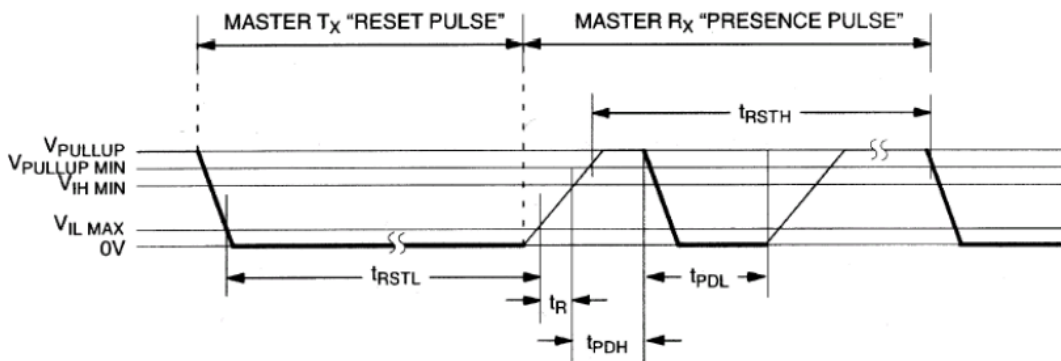 MASTER TX “RESET PULSE”
MASTER RX “PRESENCE PULSE”
tRSTH
VPULLUP
VPULLUP MIN
VIH MIN
VIL MAX
0V
tRSTL
tPDL
tR
tPDH